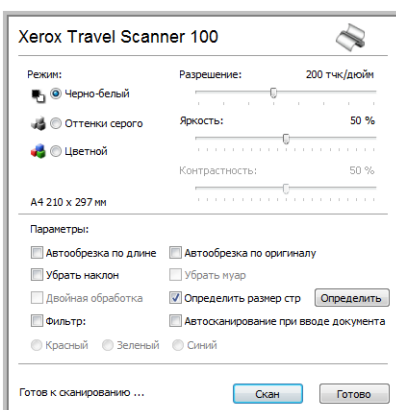 Xerox Travel Scanner 100
Режим:
Разрешение: 200 тчк/дюйм
Черно-белый
Оттенки серого
Яркость: 50 %
Цветной
Контрастность: 50 %
A4 210 x 297 мм
Параметры:
Автообрезка по длине Автообрезка по оригиналу
Убрать наклон Убрать муар
Двойная обработка Определить размер стр Определить
Фильтр: Автосканирование при вводе документа
Красный Зеленый Синий
Готов к сканированию ... Скан Готово